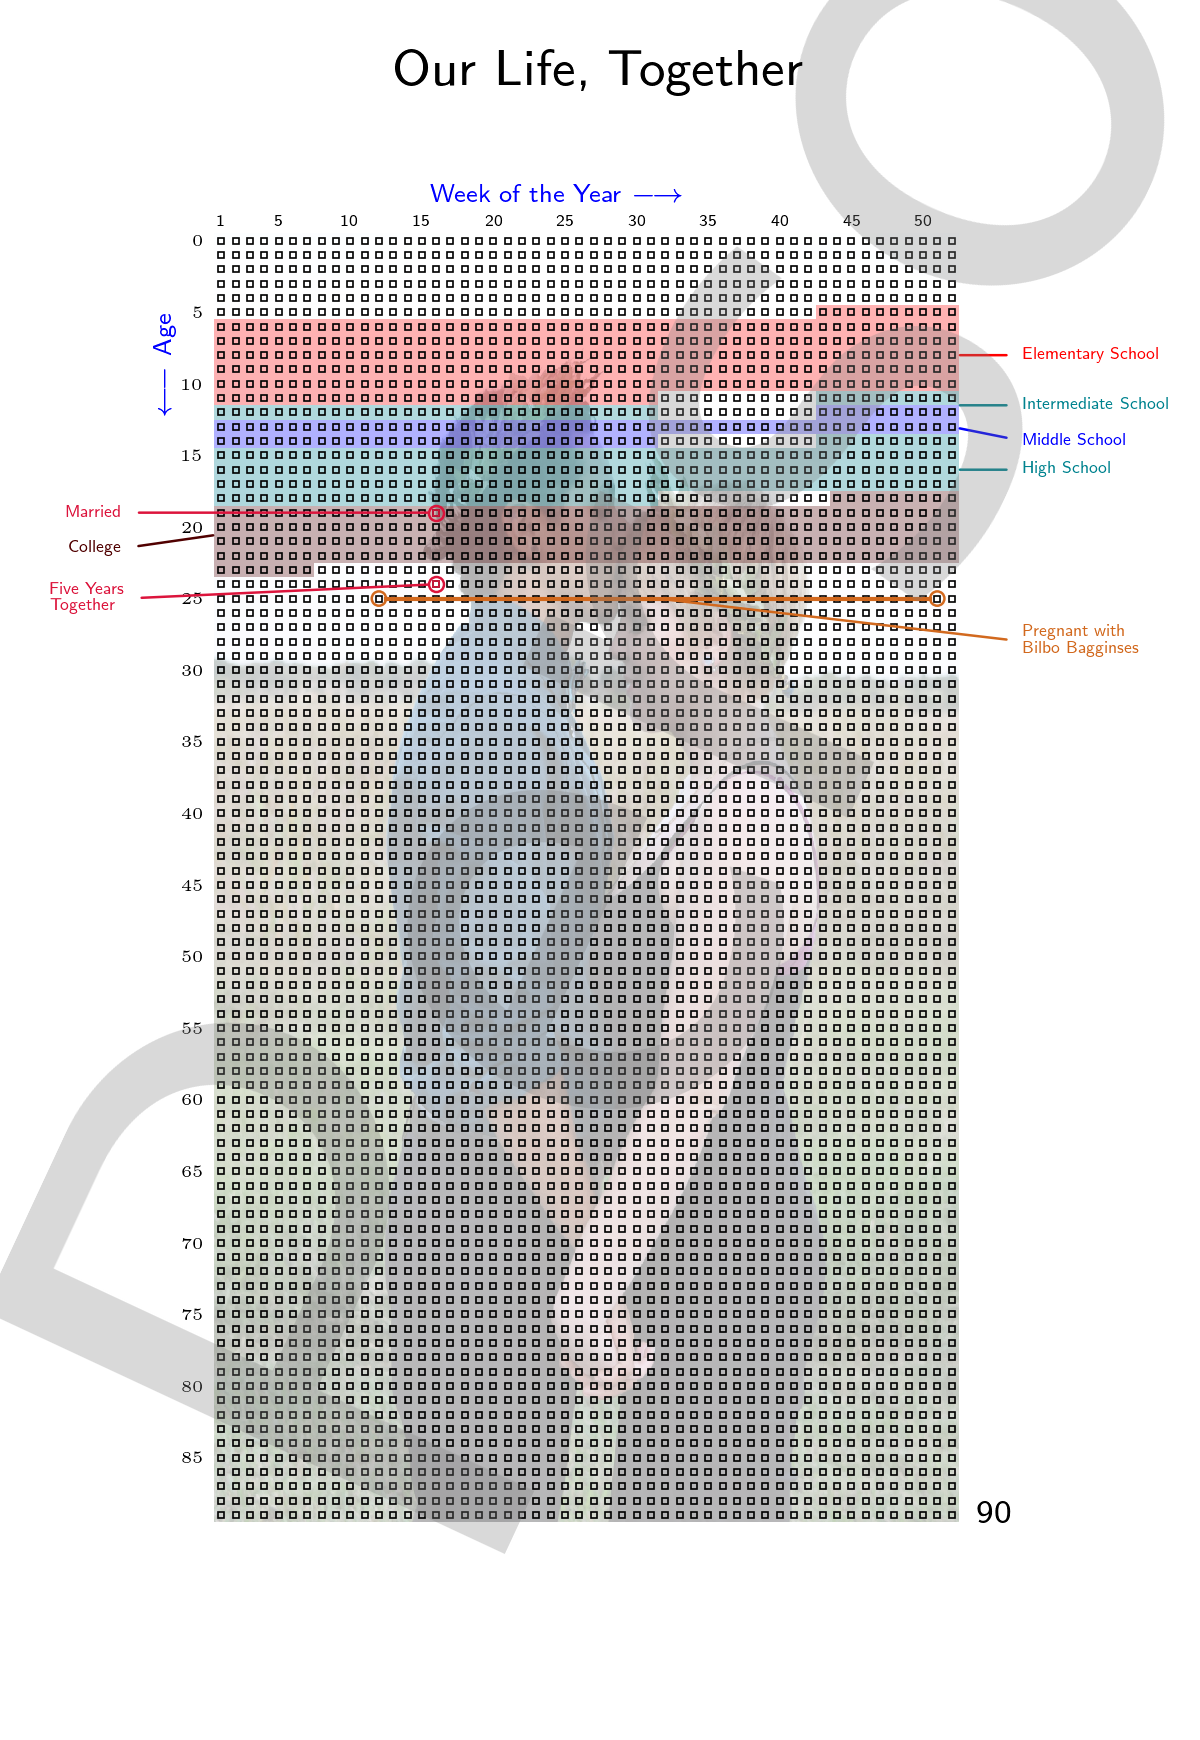 Our Life, Together
Week of the Year ⟶
1 5 10 15 20 25 30 35 40 45 50
⟵ Age
0
5
10
15
20
25
30
35
40
45
50
55
60
65
70
75
80
85
90
Elementary School
Intermediate School
Middle School
High School
Married
College
Five Years
Together
Pregnant with
Bilbo Bagginses